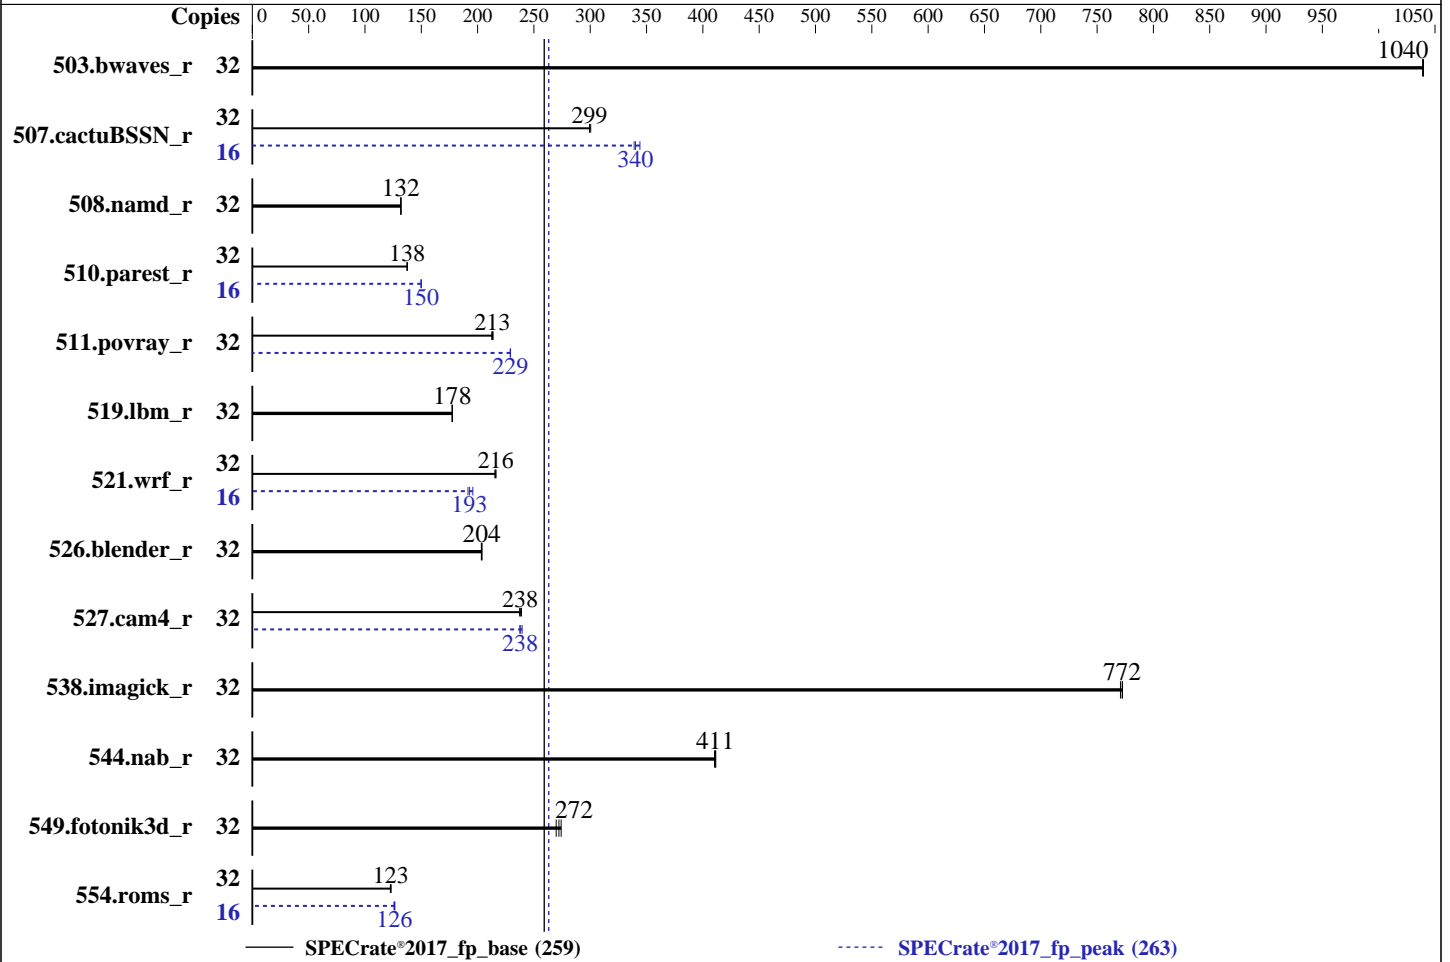 Copies 0 50.0 100 150 200 250 300 350 400 450 500 550 600 650 700 750 800 850 900 950 1050
503.bwaves_r 32 1040
507.cactuBSSN_r 32 299
16 340
508.namd_r 32 132
510.parest_r 32 138
16 150
511.povray_r 32 213
229
519.lbm_r 32 178
521.wrf_r 32 216
16 193
526.blender_r 32 204
527.cam4_r 32 238
238
538.imagick_r 32 772
544.nab_r 32 411
549.fotonik3d_r 32 272
554.roms_r 32 123
16 126
SPECrate®2017_fp_base (259) SPECrate®2017_fp_peak (263)